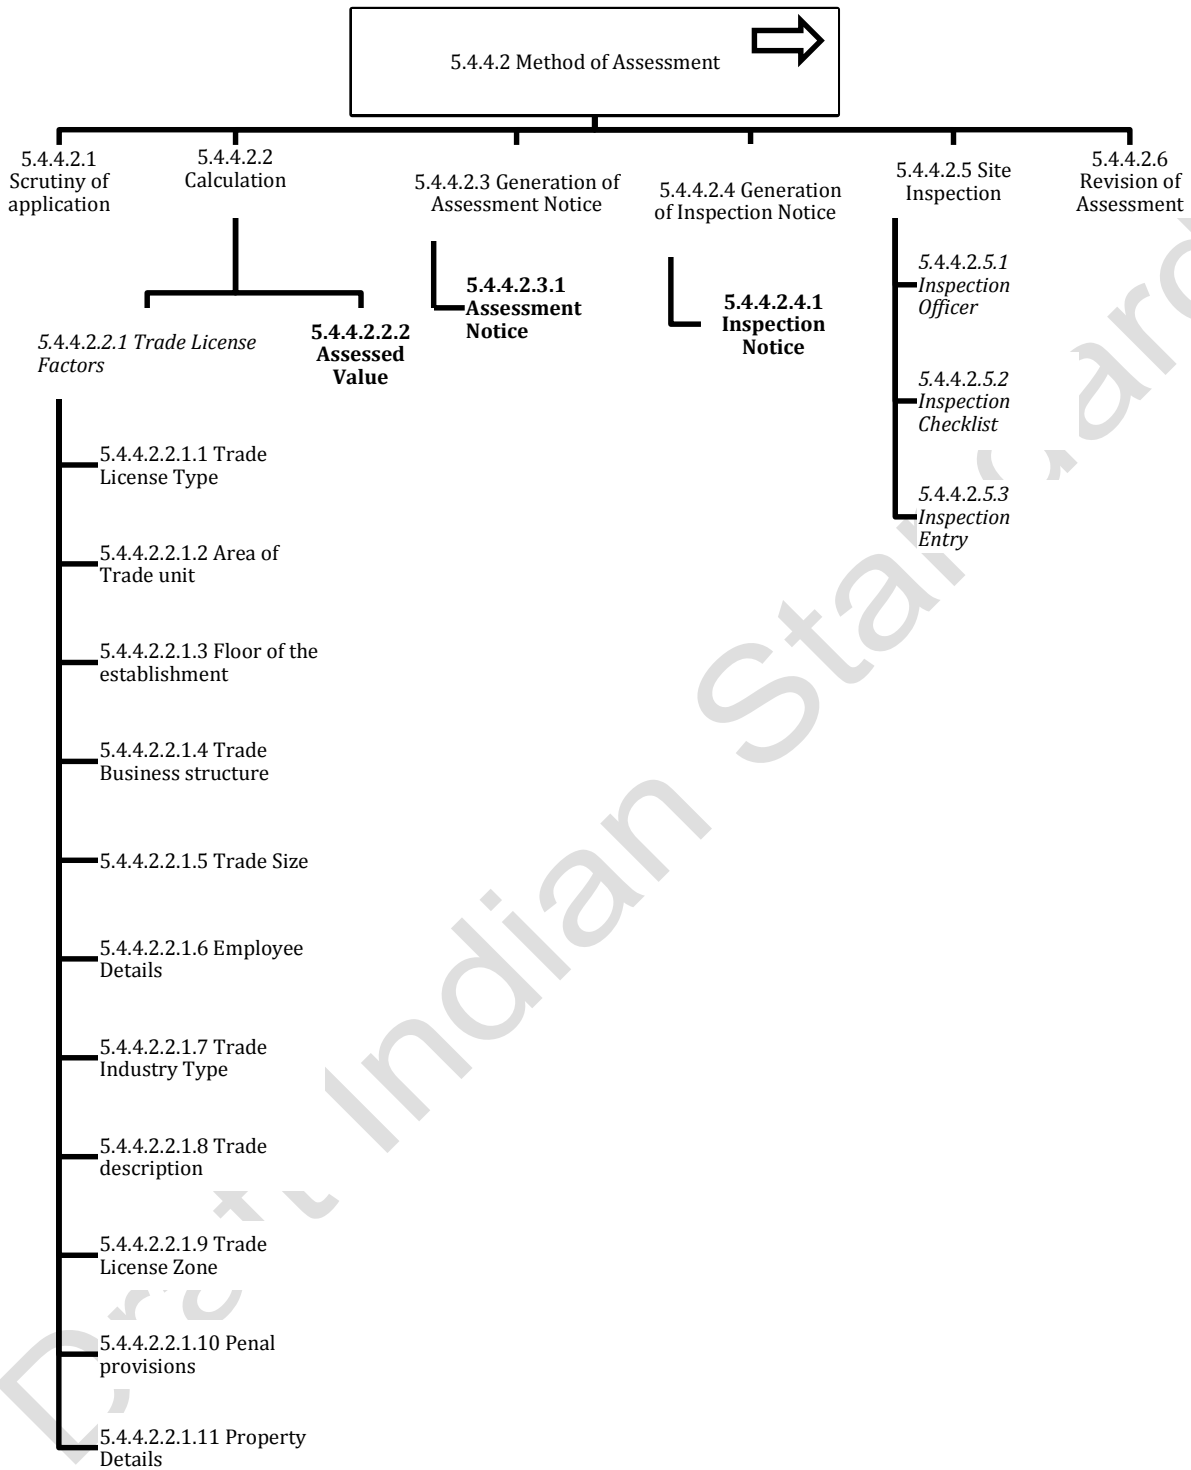 5.4.4.2 Method of Assessment
5.4.4.2.1
Scrutiny of
application
5.4.4.2.2
Calculation
5.4.4.2.3 Generation of
Assessment Notice
5.4.4.2.4 Generation
of Inspection Notice
5.4.4.2.5 Site
Inspection
5.4.4.2.6
Revision of
Assessment
5.4.4.2.2.1 Trade License
Factors
5.4.4.2.2.2
Assessed
Value
5.4.4.2.3.1
Assessment
Notice
5.4.4.2.4.1
Inspection
Notice
5.4.4.2.5.1
Inspection
Officer
5.4.4.2.5.2
Inspection
Checklist
5.4.4.2.5.3
Inspection
Entry
5.4.4.2.2.1.1 Trade
License Type
5.4.4.2.2.1.2 Area of
Trade unit
5.4.4.2.2.1.3 Floor of the
establishment
5.4.4.2.2.1.4 Trade
Business structure
5.4.4.2.2.1.5 Trade Size
5.4.4.2.2.1.6 Employee
Details
5.4.4.2.2.1.7 Trade
Industry Type
5.4.4.2.2.1.8 Trade
description
5.4.4.2.2.1.9 Trade
License Zone
5.4.4.2.2.1.10 Penal
provisions
5.4.4.2.2.1.11 Property
Details
Draft Indian Standard